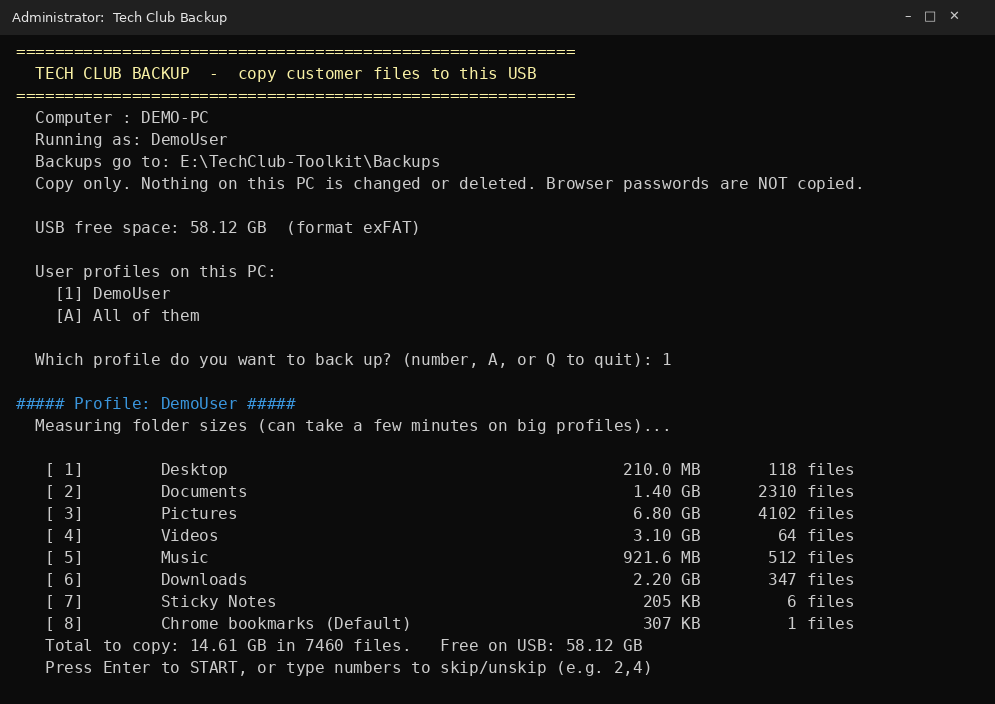 Administrator:  Tech Club Backup
==========================================================
TECH CLUB BACKUP  -  copy customer files to this USB
==========================================================
Computer : DEMO-PC
Running as: DemoUser
Backups go to: E:\TechClub-Toolkit\Backups
Copy only. Nothing on this PC is changed or deleted. Browser passwords are NOT copied.
USB free space: 58.12 GB  (format exFAT)
User profiles on this PC:
[1] DemoUser
[A] All of them
Which profile do you want to back up? (number, A, or Q to quit): 1
##### Profile: DemoUser #####
Measuring folder sizes (can take a few minutes on big profiles)...
[ 1]        Desktop                                         210.0 MB       118 files
[ 2]        Documents                                        1.40 GB      2310 files
[ 3]        Pictures                                         6.80 GB      4102 files
[ 4]        Videos                                           3.10 GB        64 files
[ 5]        Music                                           921.6 MB       512 files
[ 6]        Downloads                                        2.20 GB       347 files
[ 7]        Sticky Notes                                      205 KB         6 files
[ 8]        Chrome bookmarks (Default)                        307 KB         1 files
Total to copy: 14.61 GB in 7460 files.   Free on USB: 58.12 GB
Press Enter to START, or type numbers to skip/unskip (e.g. 2,4)